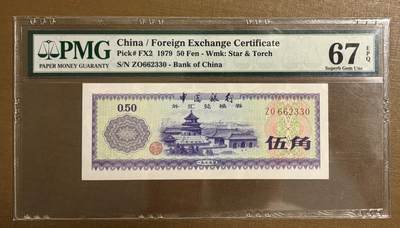 PMG
PAPER MONEY GUARANTY
China / Foreign Exchange Certificate
Pick# FX2 1979 50 Fen - Wmk: Star & Torch
S/N ZO662330 - Bank of China
67 EPQ
Superb Gem Unc
中国银行
外汇兑换券
0.50
ZO 662330
伍角